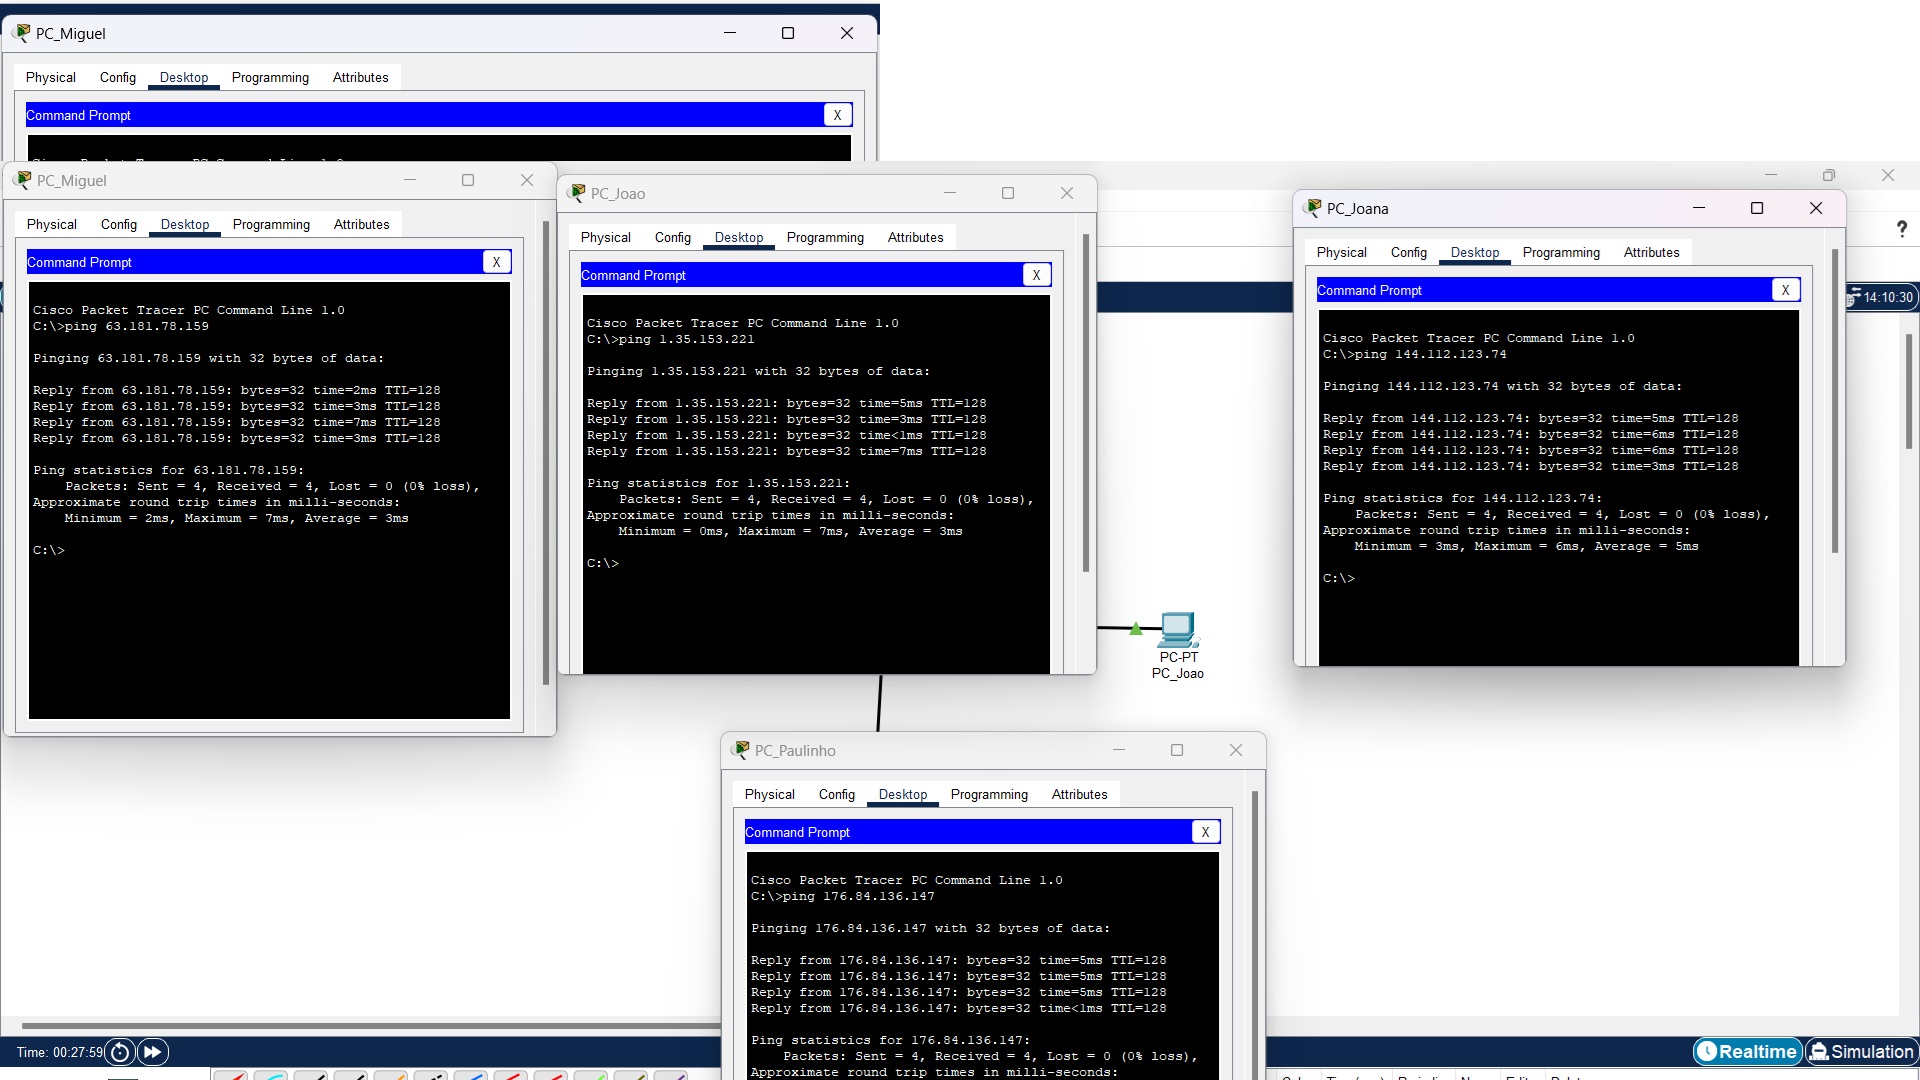 PC_Miguel
Physical Config Desktop Programming Attributes
Command Prompt X
PC_Miguel
Physical Config Desktop Programming Attributes
Command Prompt X
Cisco Packet Tracer PC Command Line 1.0
C:\>ping 63.181.78.159
Pinging 63.181.78.159 with 32 bytes of data:
Reply from 63.181.78.159: bytes=32 time=2ms TTL=128
Reply from 63.181.78.159: bytes=32 time=3ms TTL=128
Reply from 63.181.78.159: bytes=32 time=7ms TTL=128
Reply from 63.181.78.159: bytes=32 time=3ms TTL=128
Ping statistics for 63.181.78.159:
Packets: Sent = 4, Received = 4, Lost = 0 (0% loss),
Approximate round trip times in milli-seconds:
Minimum = 2ms, Maximum = 7ms, Average = 3ms
C:\>
PC_Joao
Physical Config Desktop Programming Attributes
Command Prompt X
Cisco Packet Tracer PC Command Line 1.0
C:\>ping 1.35.153.221
Pinging 1.35.153.221 with 32 bytes of data:
Reply from 1.35.153.221: bytes=32 time=5ms TTL=128
Reply from 1.35.153.221: bytes=32 time=3ms TTL=128
Reply from 1.35.153.221: bytes=32 time<1ms TTL=128
Reply from 1.35.153.221: bytes=32 time=7ms TTL=128
Ping statistics for 1.35.153.221:
Packets: Sent = 4, Received = 4, Lost = 0 (0% loss),
Approximate round trip times in milli-seconds:
Minimum = 0ms, Maximum = 7ms, Average = 3ms
C:\>
PC_Joana
Physical Config Desktop Programming Attributes
Command Prompt X
Cisco Packet Tracer PC Command Line 1.0
C:\>ping 144.112.123.74
Pinging 144.112.123.74 with 32 bytes of data:
Reply from 144.112.123.74: bytes=32 time=5ms TTL=128
Reply from 144.112.123.74: bytes=32 time=6ms TTL=128
Reply from 144.112.123.74: bytes=32 time=6ms TTL=128
Reply from 144.112.123.74: bytes=32 time=3ms TTL=128
Ping statistics for 144.112.123.74:
Packets: Sent = 4, Received = 4, Lost = 0 (0% loss),
Approximate round trip times in milli-seconds:
Minimum = 3ms, Maximum = 6ms, Average = 5ms
C:\>
?
14:10:30
PC-PT
PC_Joao
PC_Paulinho
Physical Config Desktop Programming Attributes
Command Prompt X
Cisco Packet Tracer PC Command Line 1.0
C:\>ping 176.84.136.147
Pinging 176.84.136.147 with 32 bytes of data:
Reply from 176.84.136.147: bytes=32 time=5ms TTL=128
Reply from 176.84.136.147: bytes=32 time=5ms TTL=128
Reply from 176.84.136.147: bytes=32 time=5ms TTL=128
Reply from 176.84.136.147: bytes=32 time<1ms TTL=128
Ping statistics for 176.84.136.147:
Packets: Sent = 4, Received = 4, Lost = 0 (0% loss),
Approximate round trip times in milli-seconds:
Time: 00:27:59
Realtime Simulation